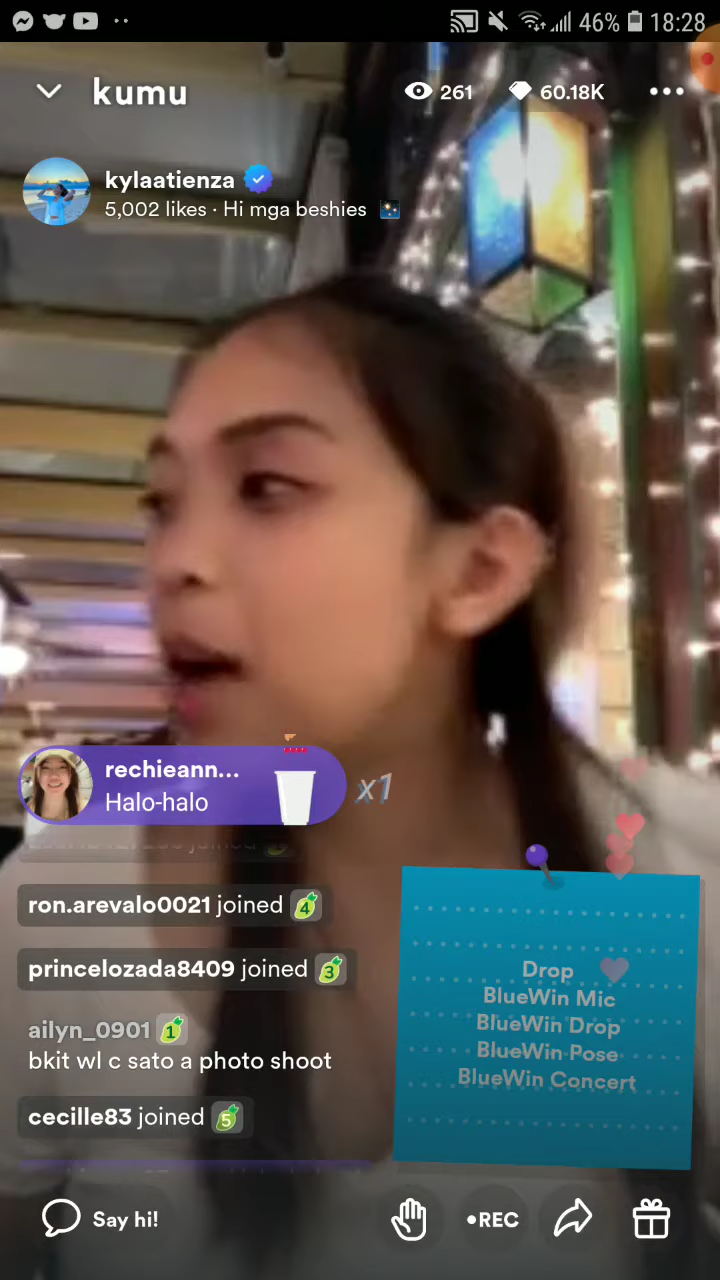 46% 18:28
kumu
261 60.18K
kylaatienza
5,002 likes · Hi mga beshies
rechieann...
Halo-halo
x1
joined
ron.arevalo0021 joined 4
princelozada8409 joined 3
ailyn_0901 1
bkit wl c sato a photo shoot
cecille83 joined 5
Drop
BlueWin Mic
BlueWin Drop
BlueWin Pose
BlueWin Concert
Say hi!
•REC